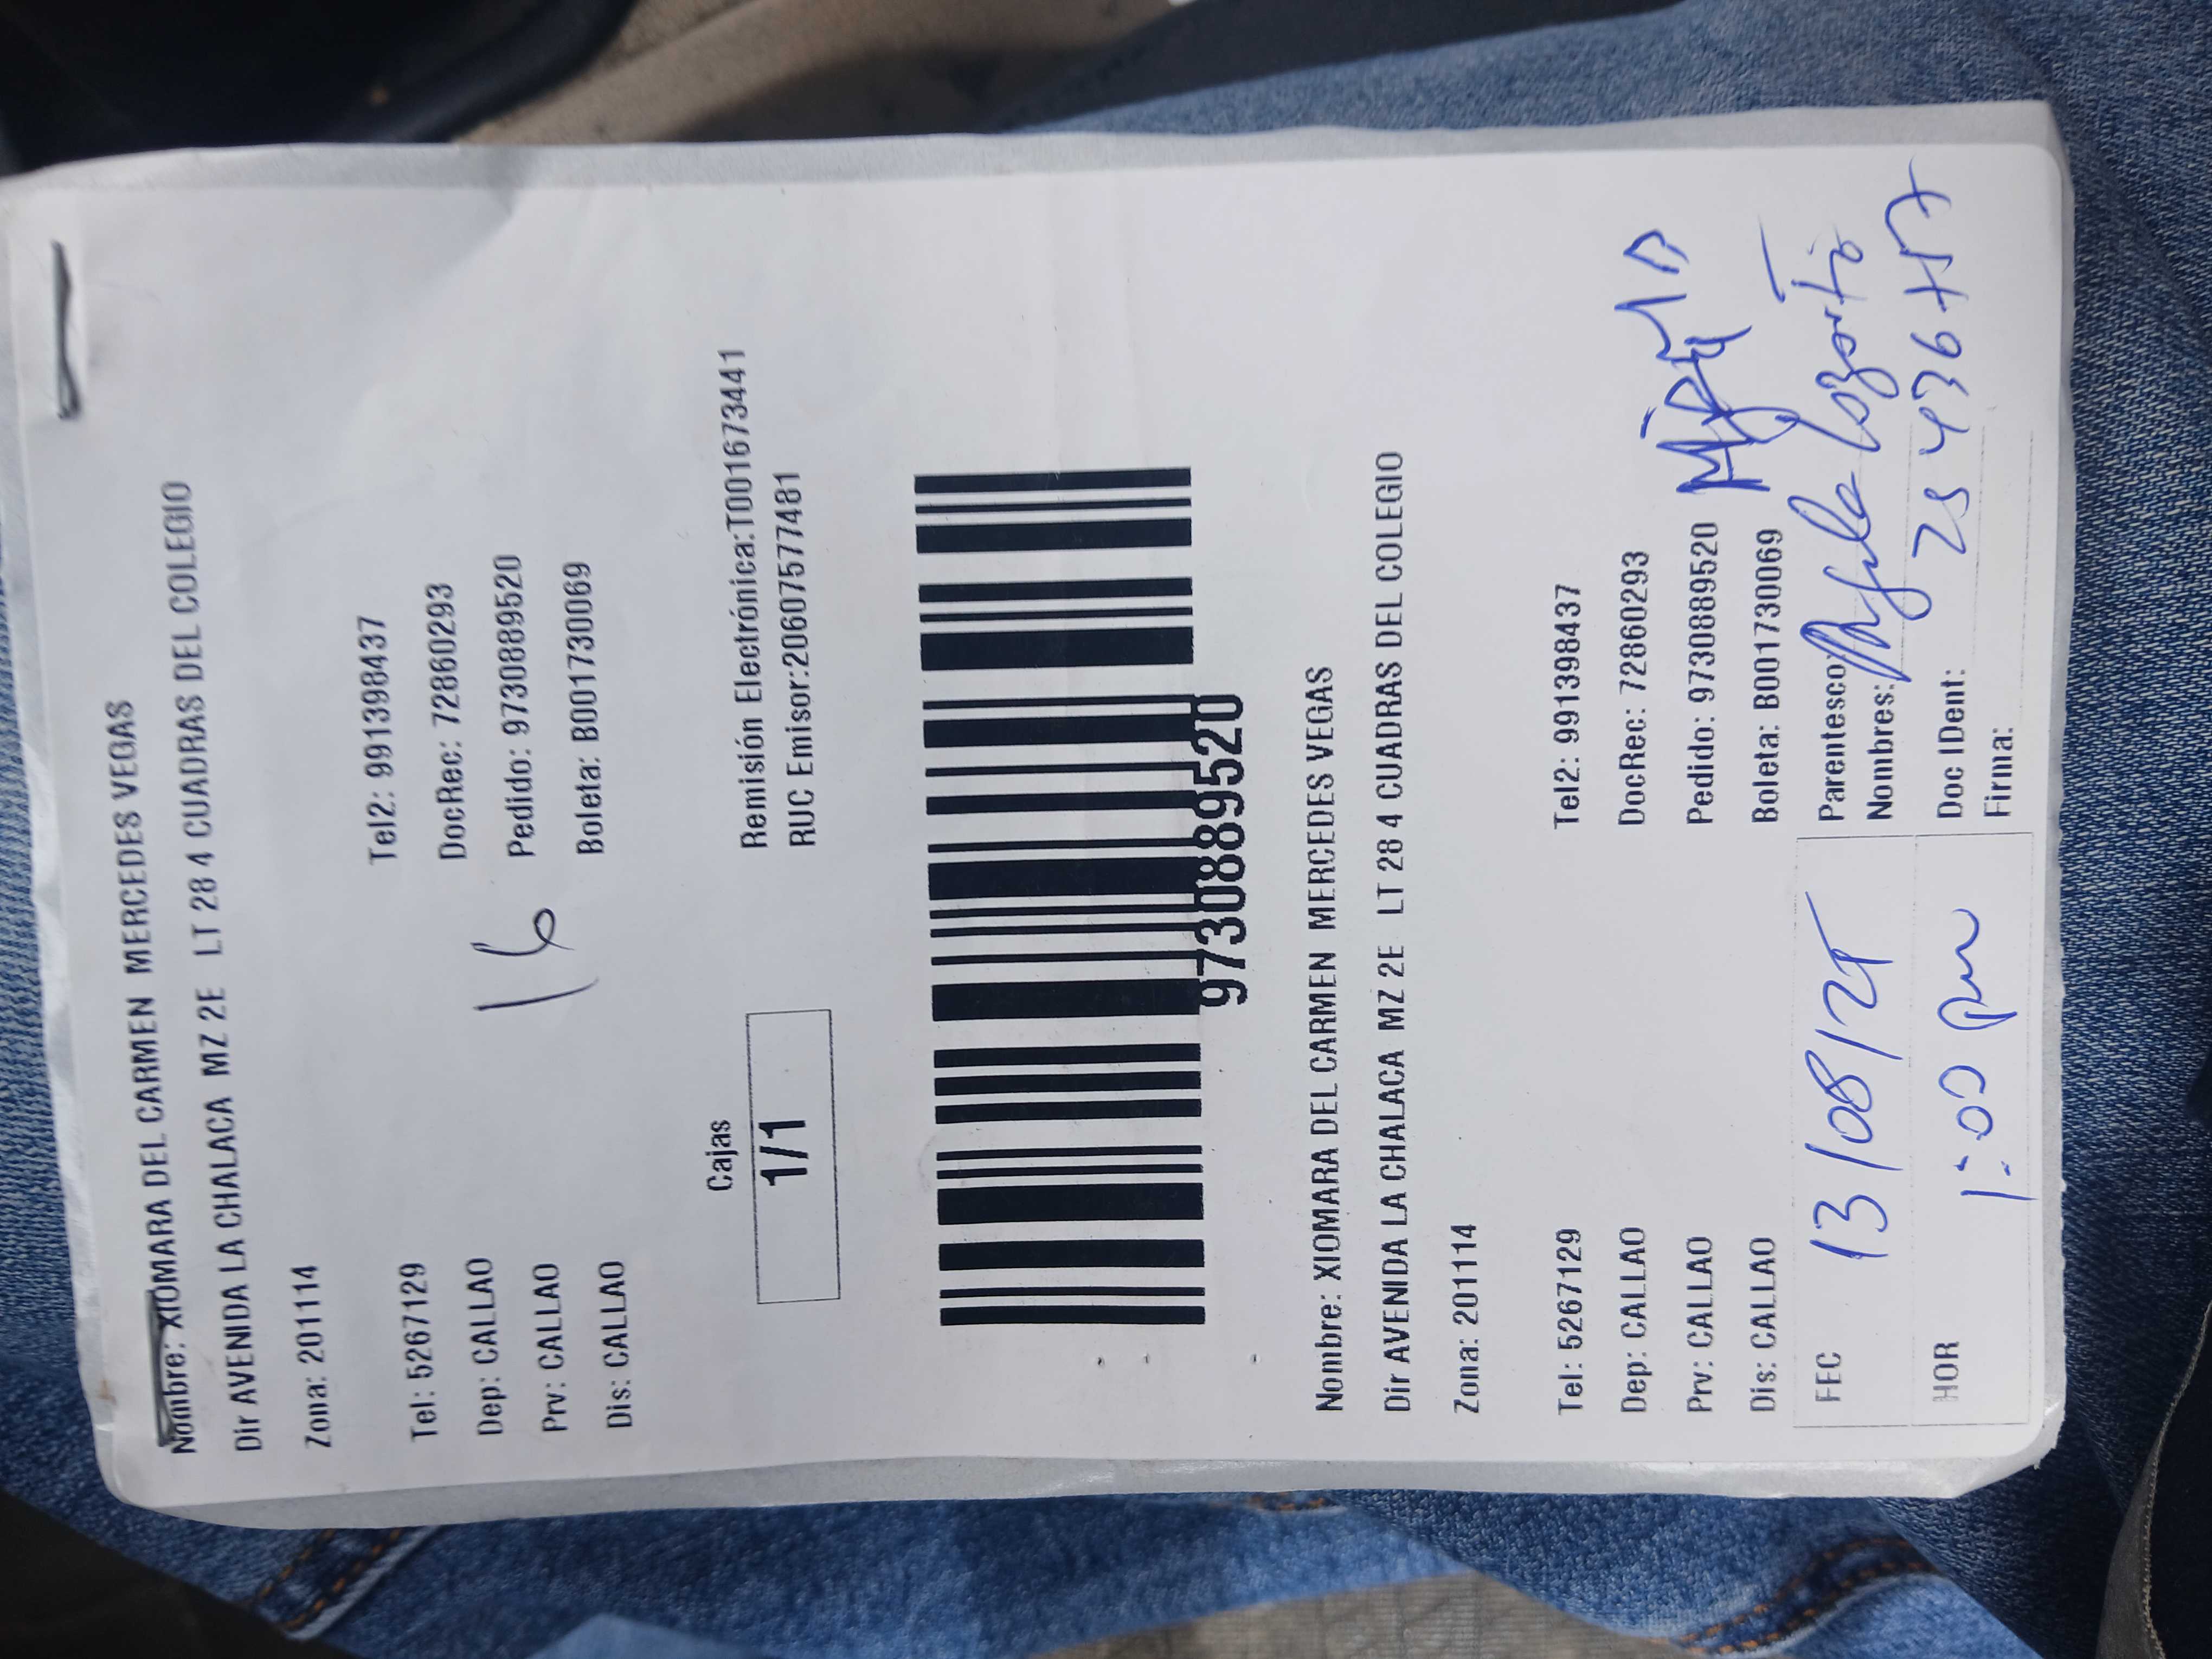 Nombre: XIOMARA DEL CARMEN MERCEDES VEGAS
Dir AVENIDA LA CHALACA MZ 2E LT 28 4 CUADRAS DEL COLEGIO
Zona: 201114
Tel: 5267129 Tel2: 991398437
Dep: CALLAO DocRec: 72860293
Prv: CALLAO 16 Pedido: 97308889520
Dis: CALLAO Boleta: B001730069
Cajas Remisión Electrónica:T001673441
1/1 RUC Emisor:20607577481
97308889520
Nombre: XIOMARA DEL CARMEN MERCEDES VEGAS
Dir AVENIDA LA CHALACA MZ 2E LT 28 4 CUADRAS DEL COLEGIO
Zona: 201114
Tel: 5267129 Tel2: 991398437
Dep: CALLAO DocRec: 72860293
Prv: CALLAO Pedido: 97308889520
Dis: CALLAO Boleta: B001730069
FEC 13/08/25 Parentesco:
Nombres:
HOR 1:00 pm Doc IDent:
Firma: